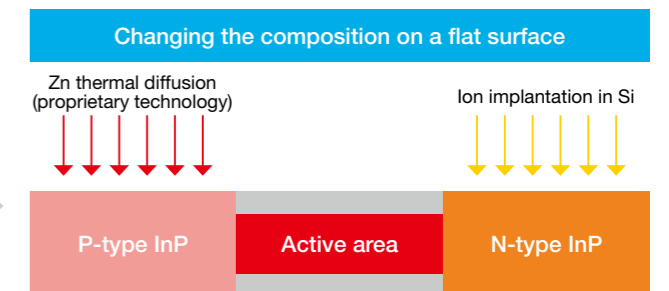 Changing the composition on a flat surface
Zn thermal diffusion
(proprietary technology)
Ion implantation in Si
P-type InP
Active area
N-type InP